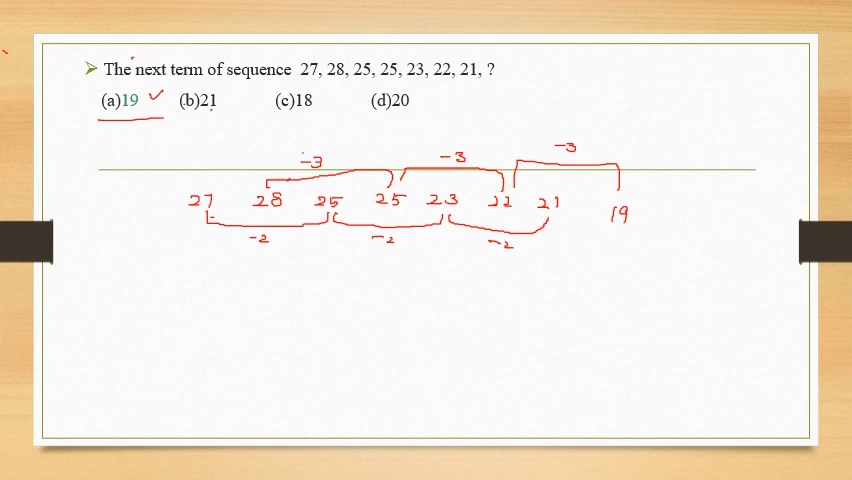 The next term of sequence 27, 28, 25, 25, 23, 22, 21, ?
(a)19 (b)21 (c)18 (d)20
-3 -3 -3
27 28 25 25 23 22 21 19
-2 -2 -2